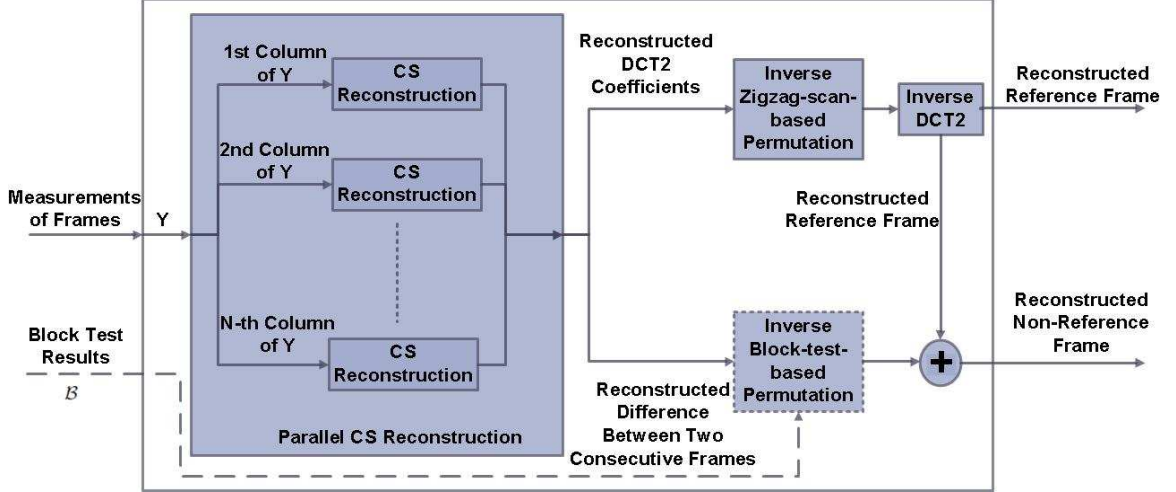 1st Column
of Y
CS
Reconstruction
2nd Column
of Y
CS
Reconstruction
N-th Column
of Y
CS
Reconstruction
Parallel CS Reconstruction
Measurements
of Frames
Y
Block Test
Results
B
Reconstructed
DCT2
Coefficients
Inverse
Zigzag-scan-
based
Permutation
Inverse
DCT2
Reconstructed
Reference Frame
Reconstructed
Reference Frame
Reconstructed
Difference
Between Two
Consecutive Frames
Inverse
Block-test-
based
Permutation
+
Reconstructed
Non-Reference
Frame